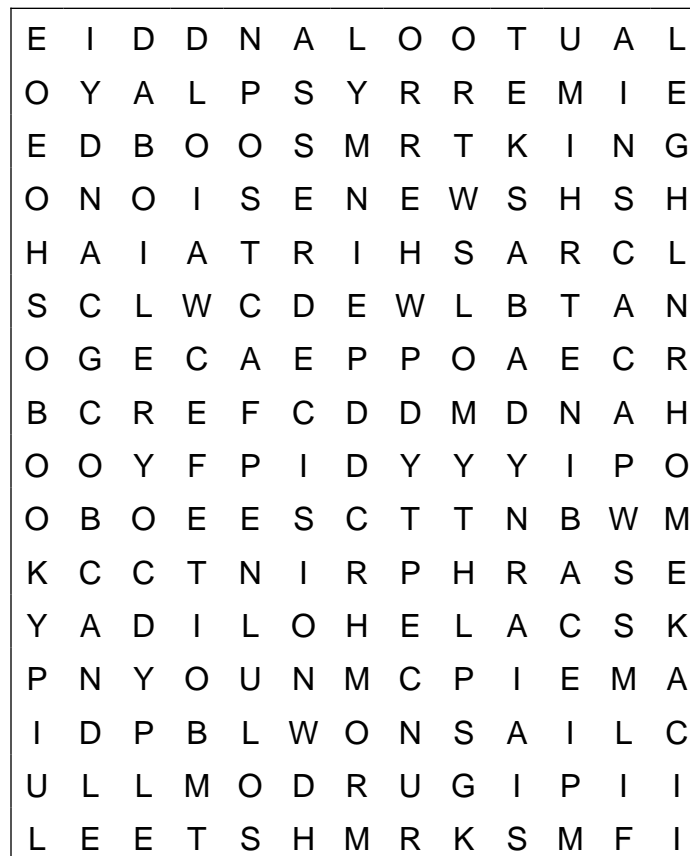 E I D D N A L O O T U A L
O Y A L P S Y R R E M I E
E D B O O S M R T K I N G
O N O I S E N E W S H S H
H A I A T R I H S A R C L
S C L W C D E W L B T A N
O G E C A E P P O A E C R
B C R E F C D D M D N A H
O O Y F P I D Y Y Y I P O
O B O E E S C T T N B W M
K C C T N I R P H R A S E
Y A D I L O H E L A C S K
P N Y O U N M C P I E M A
I D P B L W O N S A I L C
U L L M O D R U G I P I I
L E E T S H M R K S M F I